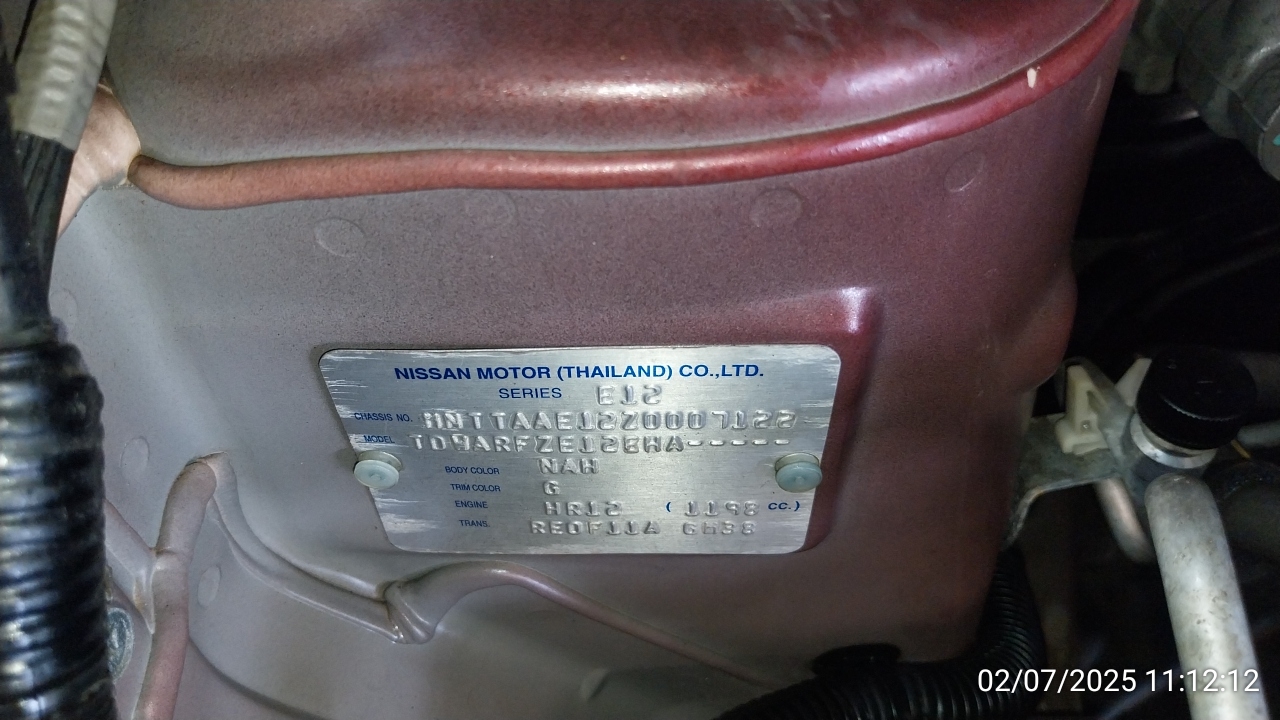 NISSAN MOTOR (THAILAND) CO.,LTD.
SERIES E12
CHASSIS NO. MNTTAAE12Z0007122
MODEL TDWARFZE12EHA-----
BODY COLOR NAH
TRIM COLOR G
ENGINE HR12 ( 1198 CC.)
TRANS. RE0F11A GH38
02/07/2025 11:12:12